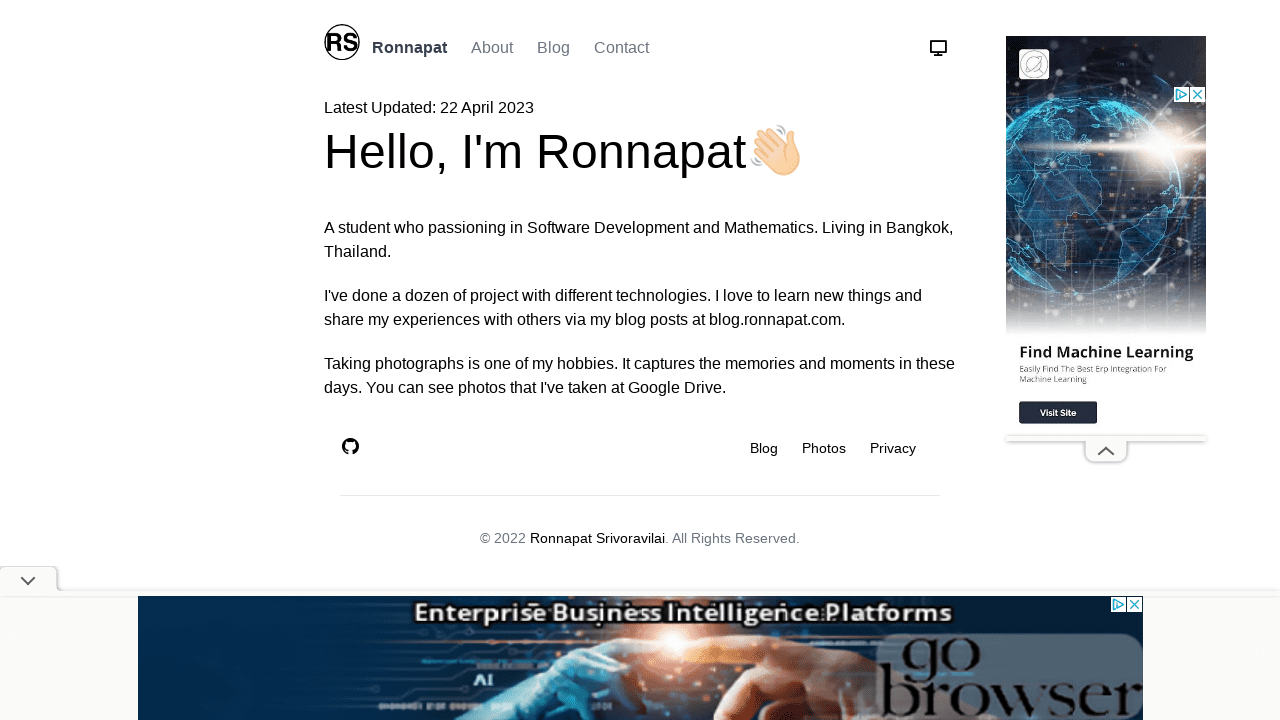 RS Ronnapat About Blog Contact
Latest Updated: 22 April 2023
Hello, I'm Ronnapat
A student who passioning in Software Development and Mathematics. Living in Bangkok,
Thailand.
I've done a dozen of project with different technologies. I love to learn new things and
share my experiences with others via my blog posts at blog.ronnapat.com.
Taking photographs is one of my hobbies. It captures the memories and moments in these
days. You can see photos that I've taken at Google Drive.
Blog Photos Privacy
© 2022 Ronnapat Srivoravilai. All Rights Reserved.
Find Machine Learning
Easily Find The Best Erp Integration For
Machine Learning
Visit Site
Enterprise Business Intelligence Platforms
AI
go
browser